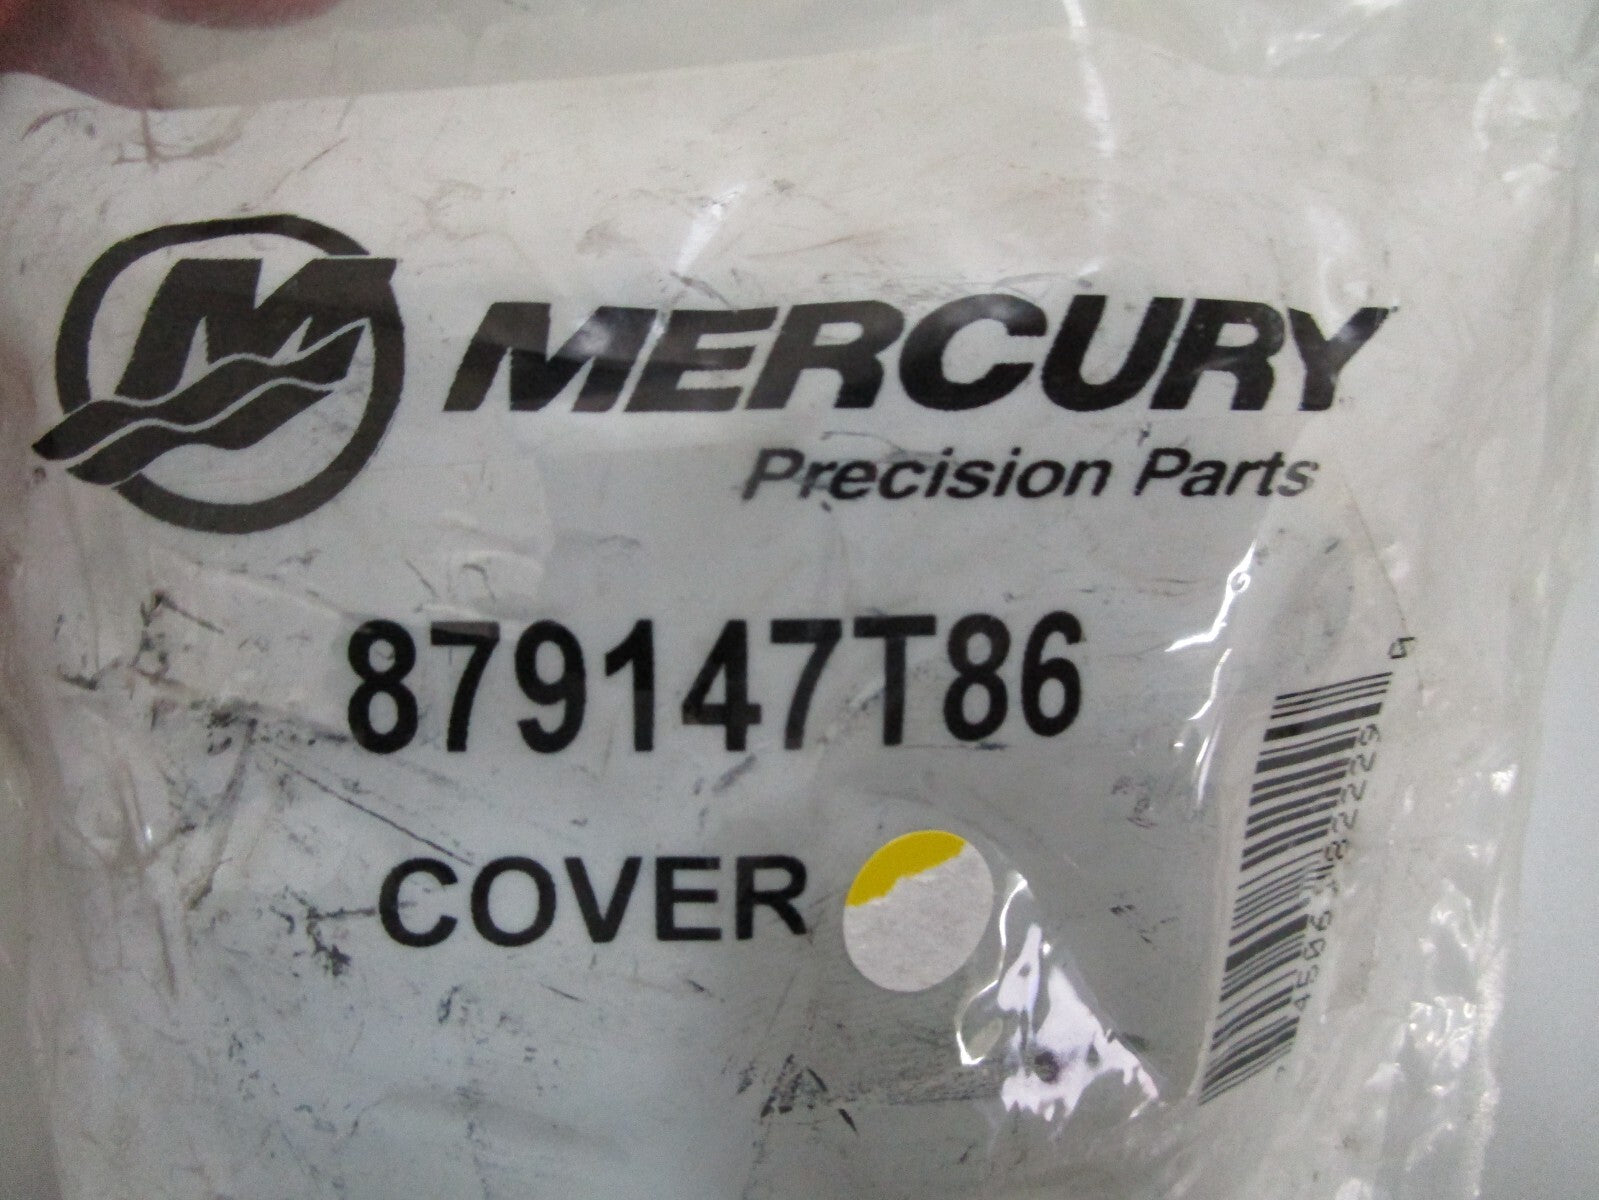 MERCURY
Precision Parts
879147T86
COVER